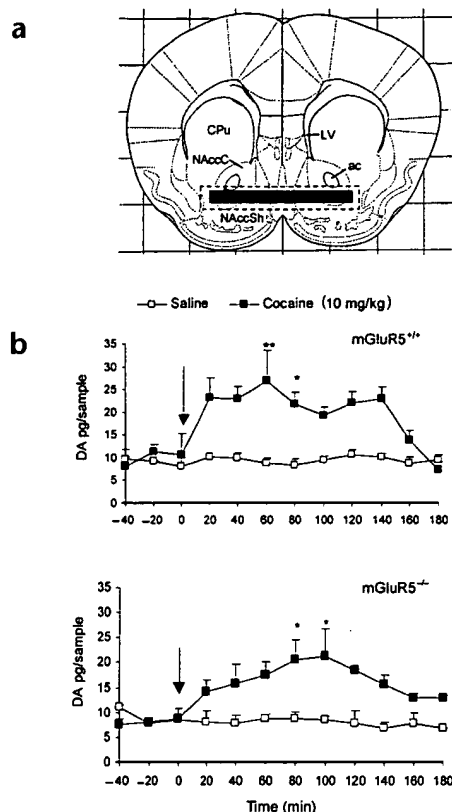 a
CPu
LV
NAccC
ac
NAccSh
Saline Cocaine (10 mg/kg)
b
mGluR5+/+
DA pg/sample
35
30
25
20
15
10
5
0
** *
−40 −20 0 20 40 60 80 100 120 140 160 180
mGluR5−/−
DA pg/sample
35
30
25
20
15
10
5
0
* *
−40 −20 0 20 40 60 80 100 120 140 160 180
Time (min)